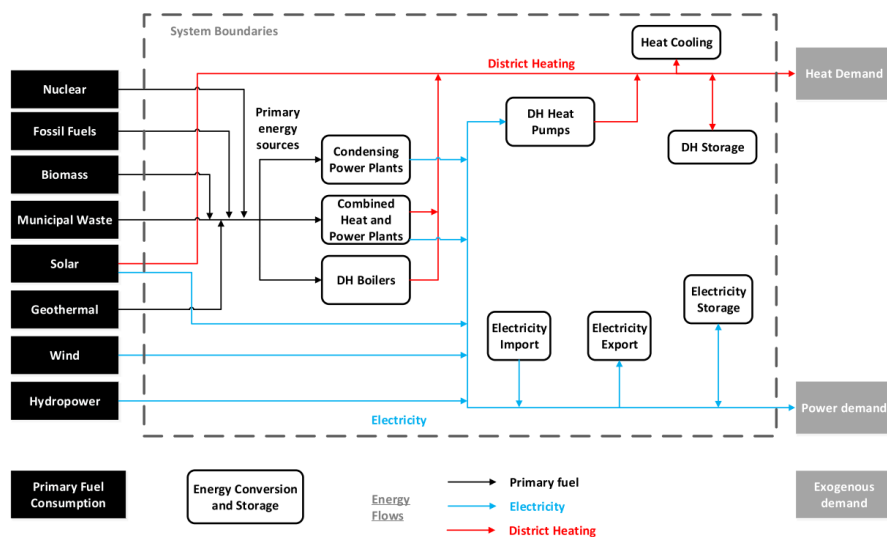 System Boundaries
Heat Cooling
District Heating
Heat Demand
Nuclear
Primary
energy
sources
DH Heat
Pumps
Fossil Fuels
Condensing
Power Plants
DH Storage
Biomass
Municipal Waste
Combined
Heat and
Power Plants
Solar
DH Boilers
Geothermal
Electricity
Import
Electricity
Export
Electricity
Storage
Wind
Hydropower
Electricity
Power demand
Primary Fuel
Consumption
Energy Conversion
and Storage
Energy
Flows
Primary fuel
Electricity
District Heating
Exogenous
demand